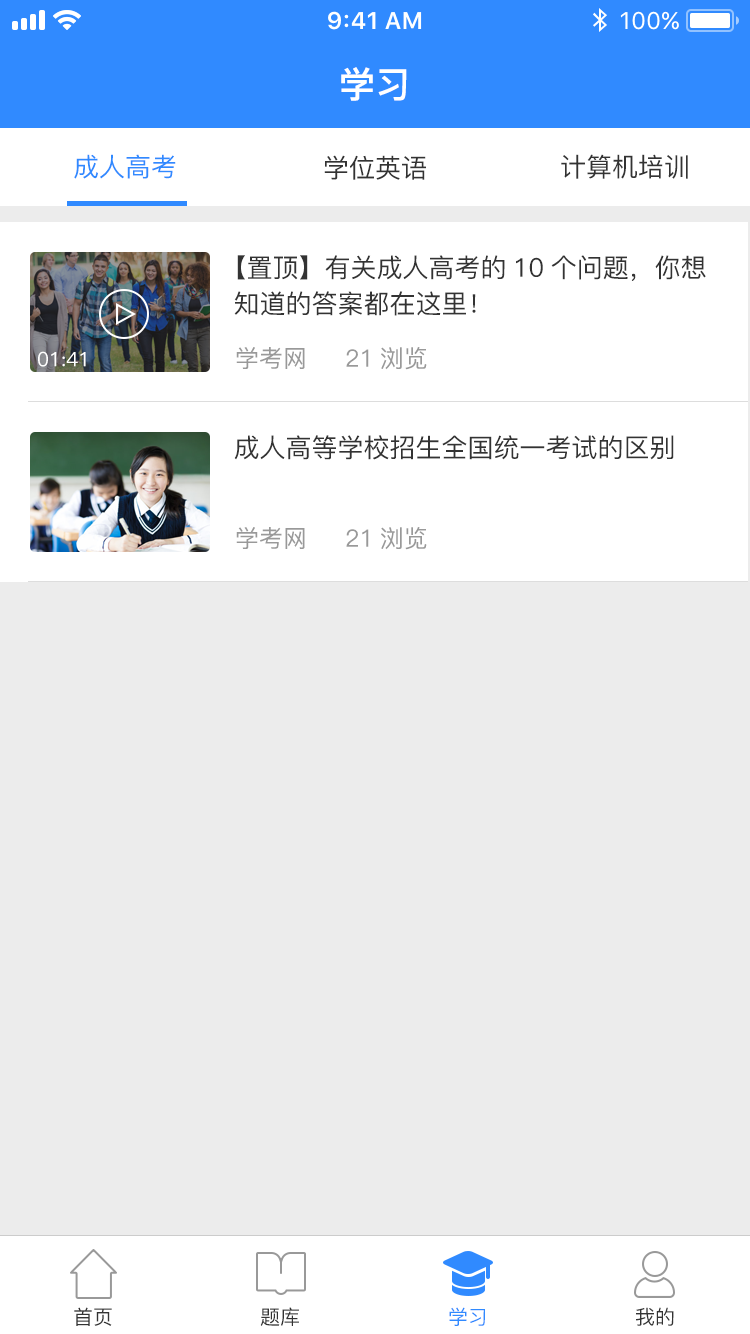 9:41 AM 100%
学习
成人高考 学位英语 计算机培训
【置顶】有关成人高考的 10 个问题，你想
知道的答案都在这里！
01:41
学考网 21 浏览
成人高等学校招生全国统一考试的区别
学考网 21 浏览
首页 题库 学习 我的